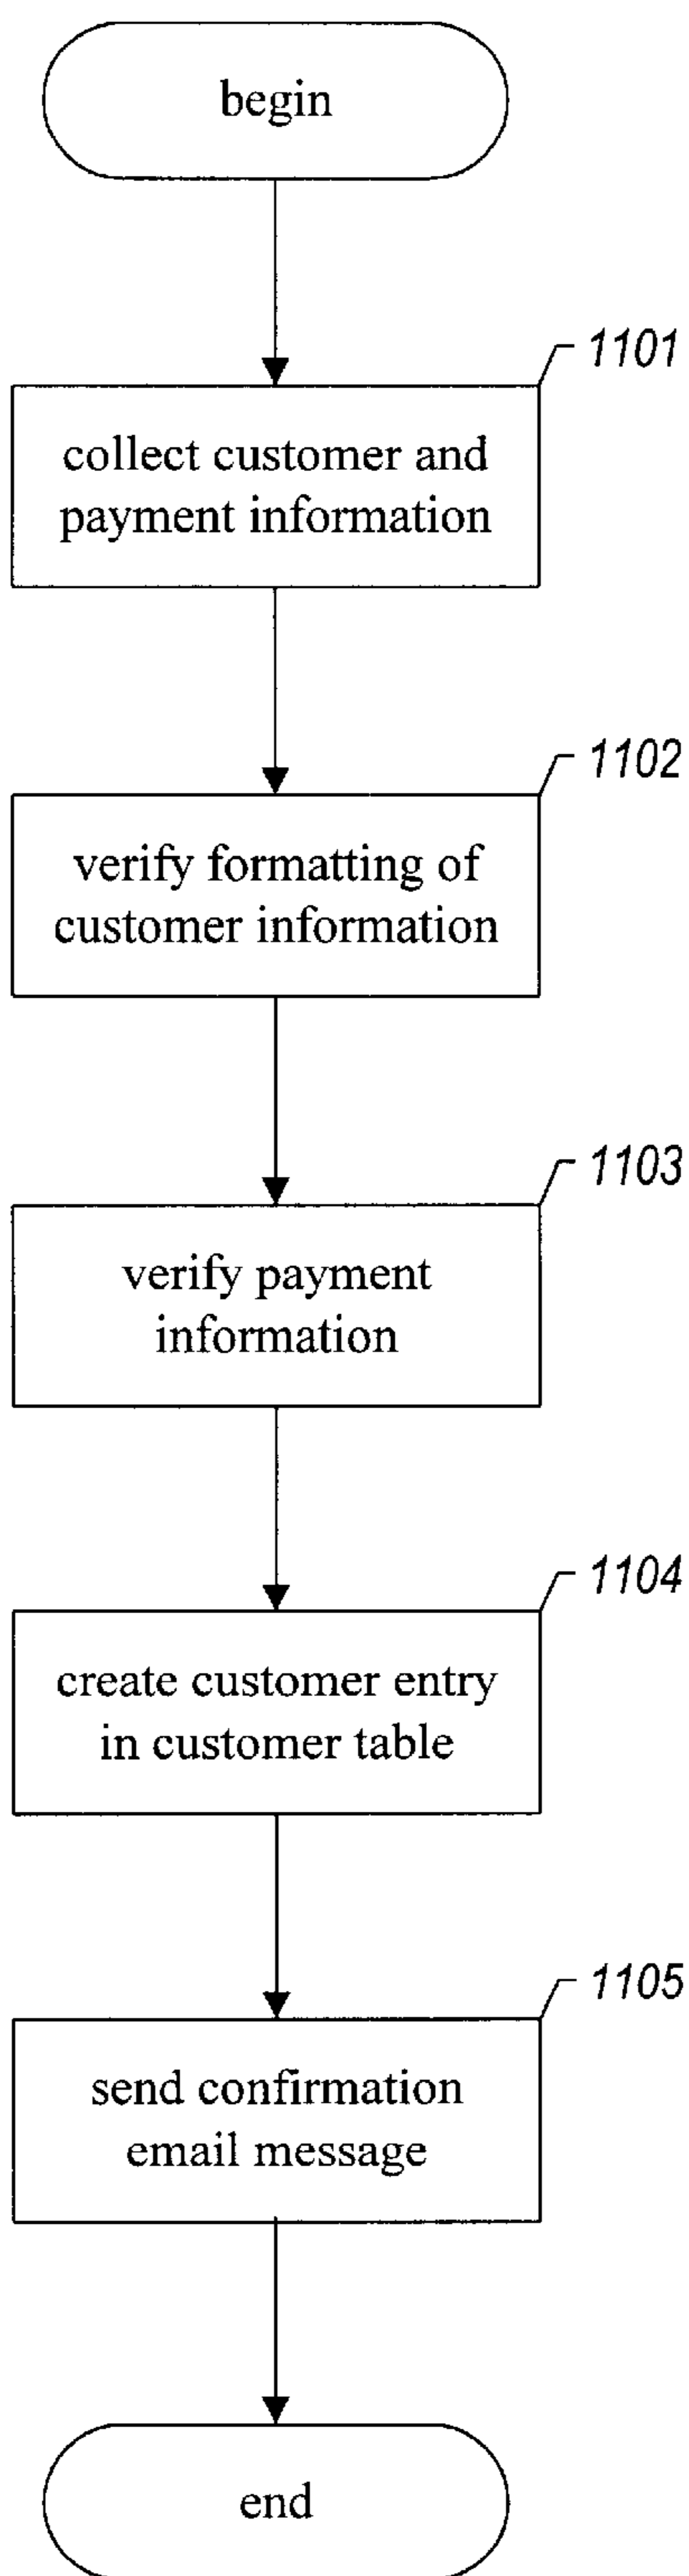 begin
1101
collect customer and
payment information
1102
verify formatting of
customer information
1103
verify payment
information
1104
create customer entry
in customer table
1105
send confirmation
email message
end